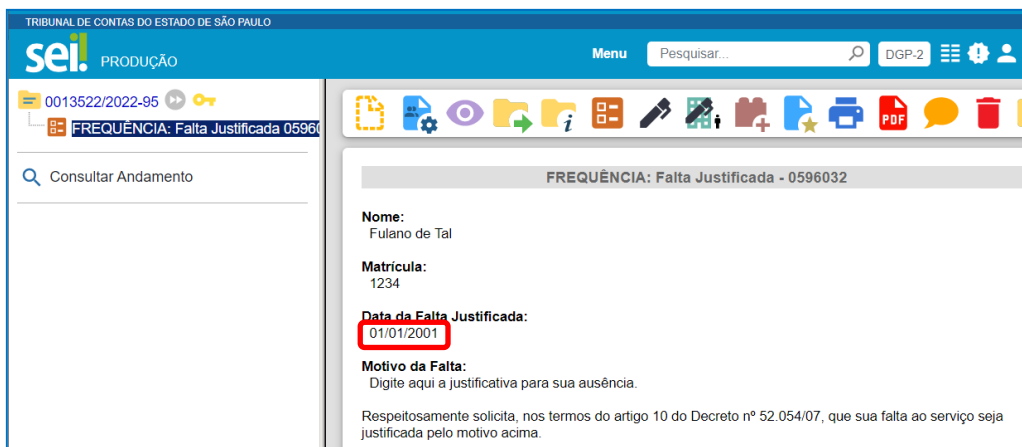 TRIBUNAL DE CONTAS DO ESTADO DE SÃO PAULO
sei! PRODUÇÃO
Menu
Pesquisar...
DGP-2
0013522/2022-95
FREQUÊNCIA: Falta Justificada 0596
Consultar Andamento
PDF
FREQUÊNCIA: Falta Justificada - 0596032
Nome:
Fulano de Tal
Matrícula:
1234
Data da Falta Justificada:
01/01/2001
Motivo da Falta:
Digite aqui a justificativa para sua ausência.
Respeitosamente solicita, nos termos do artigo 10 do Decreto nº 52.054/07, que sua falta ao serviço seja
justificada pelo motivo acima.